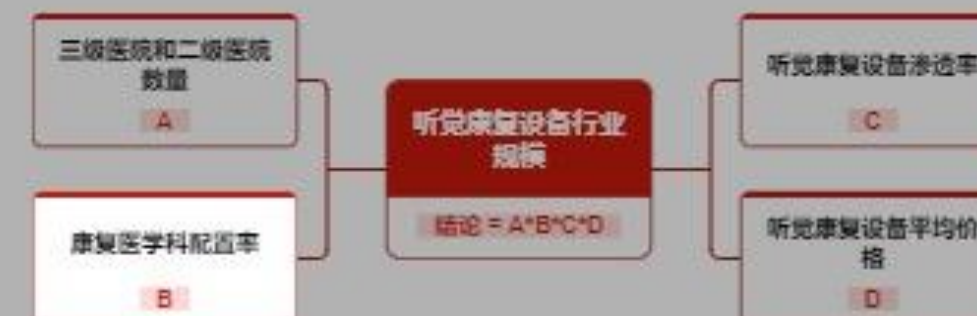 三级医院和二级医院
数量
A
康复医学科配置率
B
听觉康复设备行业
规模
结论 = A*B*C*D
听觉康复设备渗透率
C
听觉康复设备平均价
格
D